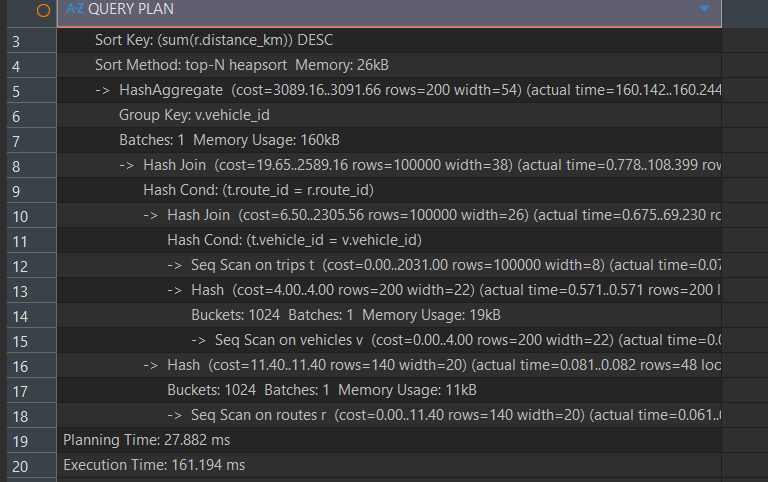 A-Z QUERY PLAN
3 Sort Key: (sum(r.distance_km)) DESC
4 Sort Method: top-N heapsort Memory: 26kB
5 -> HashAggregate (cost=3089.16..3091.66 rows=200 width=54) (actual time=160.142..160.244
6 Group Key: v.vehicle_id
7 Batches: 1 Memory Usage: 160kB
8 -> Hash Join (cost=19.65..2589.16 rows=100000 width=38) (actual time=0.778..108.399 rov
9 Hash Cond: (t.route_id = r.route_id)
10 -> Hash Join (cost=6.50..2305.56 rows=100000 width=26) (actual time=0.675..69.230 ro
11 Hash Cond: (t.vehicle_id = v.vehicle_id)
12 -> Seq Scan on trips t (cost=0.00..2031.00 rows=100000 width=8) (actual time=0.07
13 -> Hash (cost=4.00..4.00 rows=200 width=22) (actual time=0.571..0.571 rows=200 l
14 Buckets: 1024 Batches: 1 Memory Usage: 19kB
15 -> Seq Scan on vehicles v (cost=0.00..4.00 rows=200 width=22) (actual time=0.0
16 -> Hash (cost=11.40..11.40 rows=140 width=20) (actual time=0.081..0.082 rows=48 loo
17 Buckets: 1024 Batches: 1 Memory Usage: 11kB
18 -> Seq Scan on routes r (cost=0.00..11.40 rows=140 width=20) (actual time=0.061..
19 Planning Time: 27.882 ms
20 Execution Time: 161.194 ms